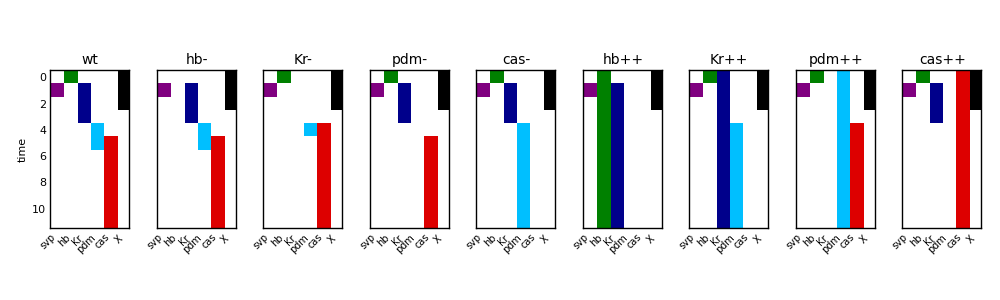 wt hb- Kr- pdm- cas- hb++ Kr++ pdm++ cas++
time
0
2
4
6
8
10
svp hb Kr pdm cas X svp hb Kr pdm cas X svp hb Kr pdm cas X svp hb Kr pdm cas X svp hb Kr pdm cas X svp hb Kr pdm cas X svp hb Kr pdm cas X svp hb Kr pdm cas X svp hb Kr pdm cas X